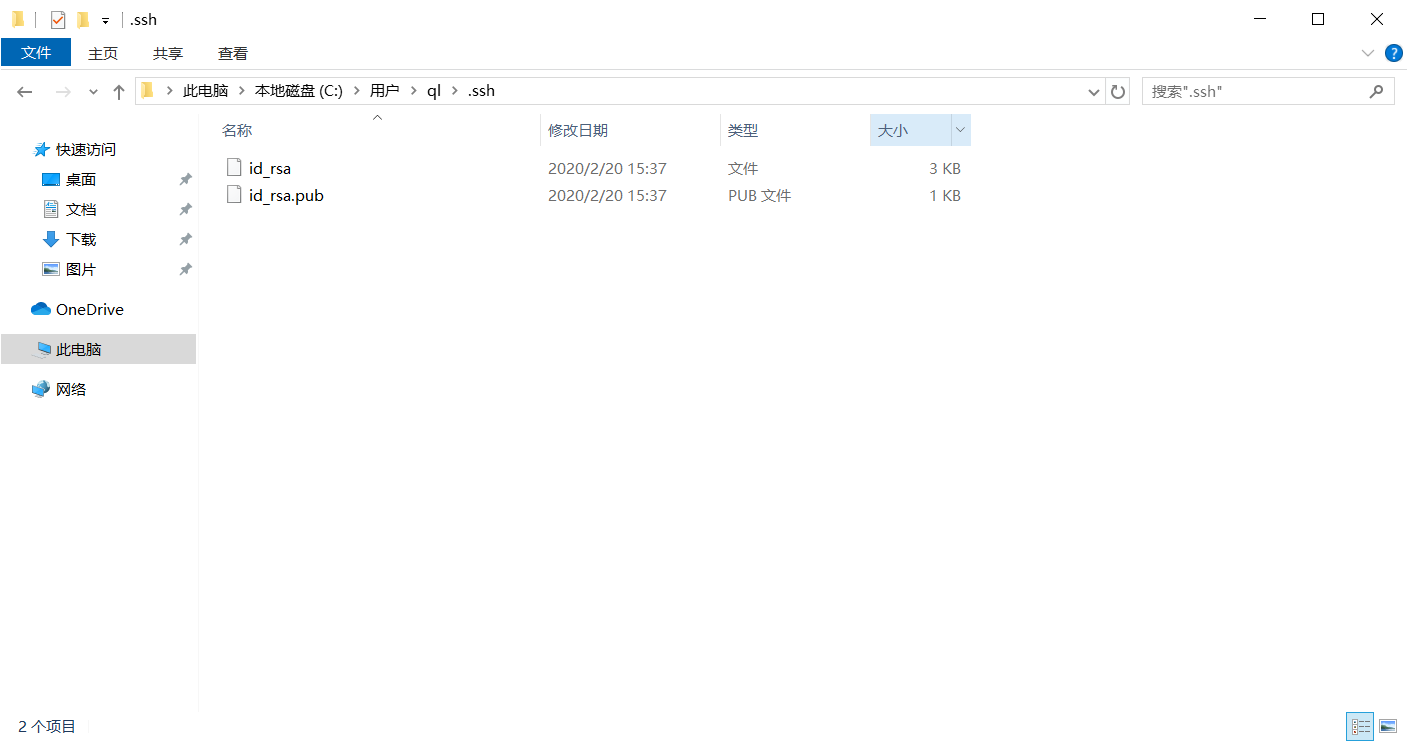 .ssh
文件 主页 共享 查看
此电脑 本地磁盘 (C:) 用户 ql .ssh 搜索".ssh"
名称 修改日期 类型 大小
快速访问
桌面
文档
下载
图片
OneDrive
此电脑
网络
id_rsa 2020/2/20 15:37 文件 3 KB
id_rsa.pub 2020/2/20 15:37 PUB 文件 1 KB
2 个项目